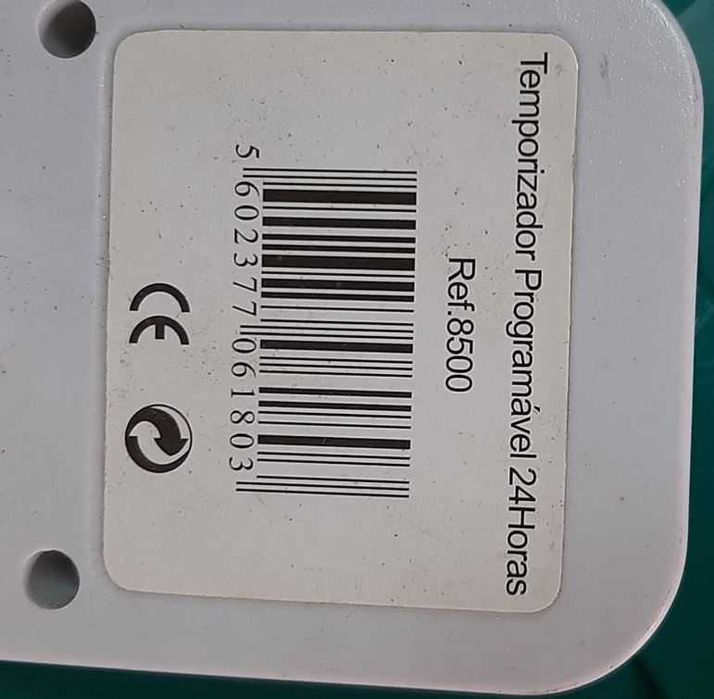 Temporizador Programável 24Horas
Ref.8500
5 602377 061803
CE